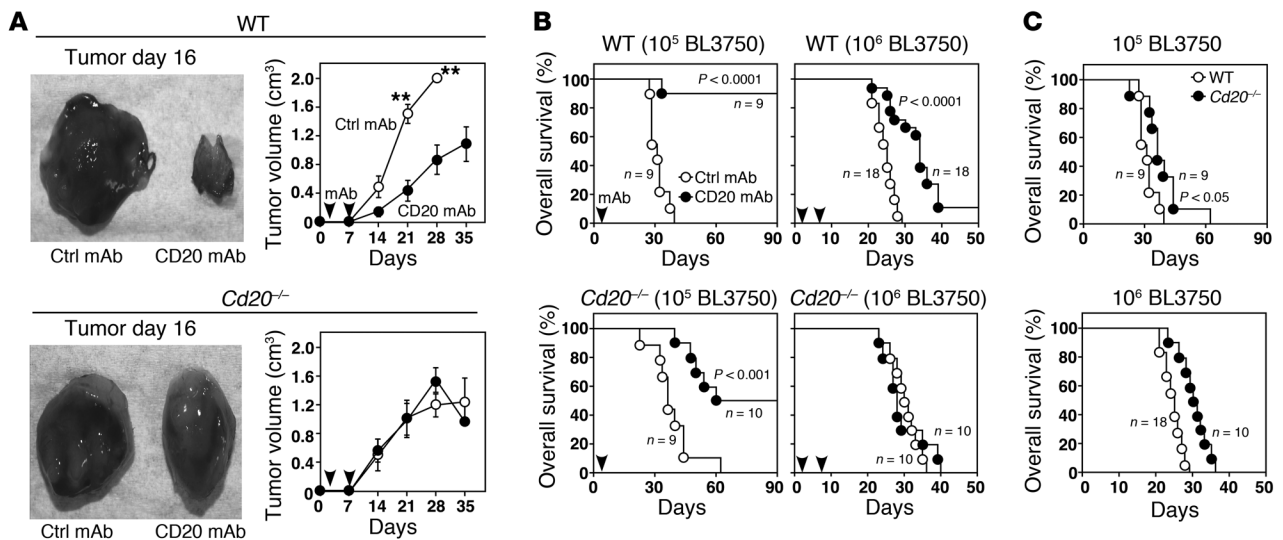 A
WT
Tumor day 16
Ctrl mAb
CD20 mAb
Tumor volume (cm³)
2.0
1.6
1.2
0.8
0.4
0
**
**
Ctrl mAb
mAb
CD20 mAb
0 7 14 21 28 35
Days
Cd20–/–
Tumor day 16
Ctrl mAb
CD20 mAb
Tumor volume (cm³)
2.0
1.6
1.2
0.8
0.4
0
0 7 14 21 28 35
Days
B
WT (10⁵ BL3750)
Overall survival (%)
100
80
60
40
20
0
P < 0.0001
n = 9
n = 9
Ctrl mAb
CD20 mAb
mAb
0 30 60 90
Days
WT (10⁶ BL3750)
P < 0.0001
n = 18
n = 18
0 10 20 30 40 50
Days
Cd20–/– (10⁵ BL3750)
Overall survival (%)
100
80
60
40
20
0
P < 0.001
n = 10
n = 9
0 30 60 90
Days
Cd20–/– (10⁶ BL3750)
n = 10
n = 10
0 10 20 30 40 50
Days
C
10⁵ BL3750
Overall survival (%)
100
80
60
40
20
0
WT
Cd20–/–
n = 9
n = 9
P < 0.05
0 30 60 90
Days
10⁶ BL3750
Overall survival (%)
100
80
60
40
20
0
n = 18
n = 10
0 10 20 30 40 50
Days